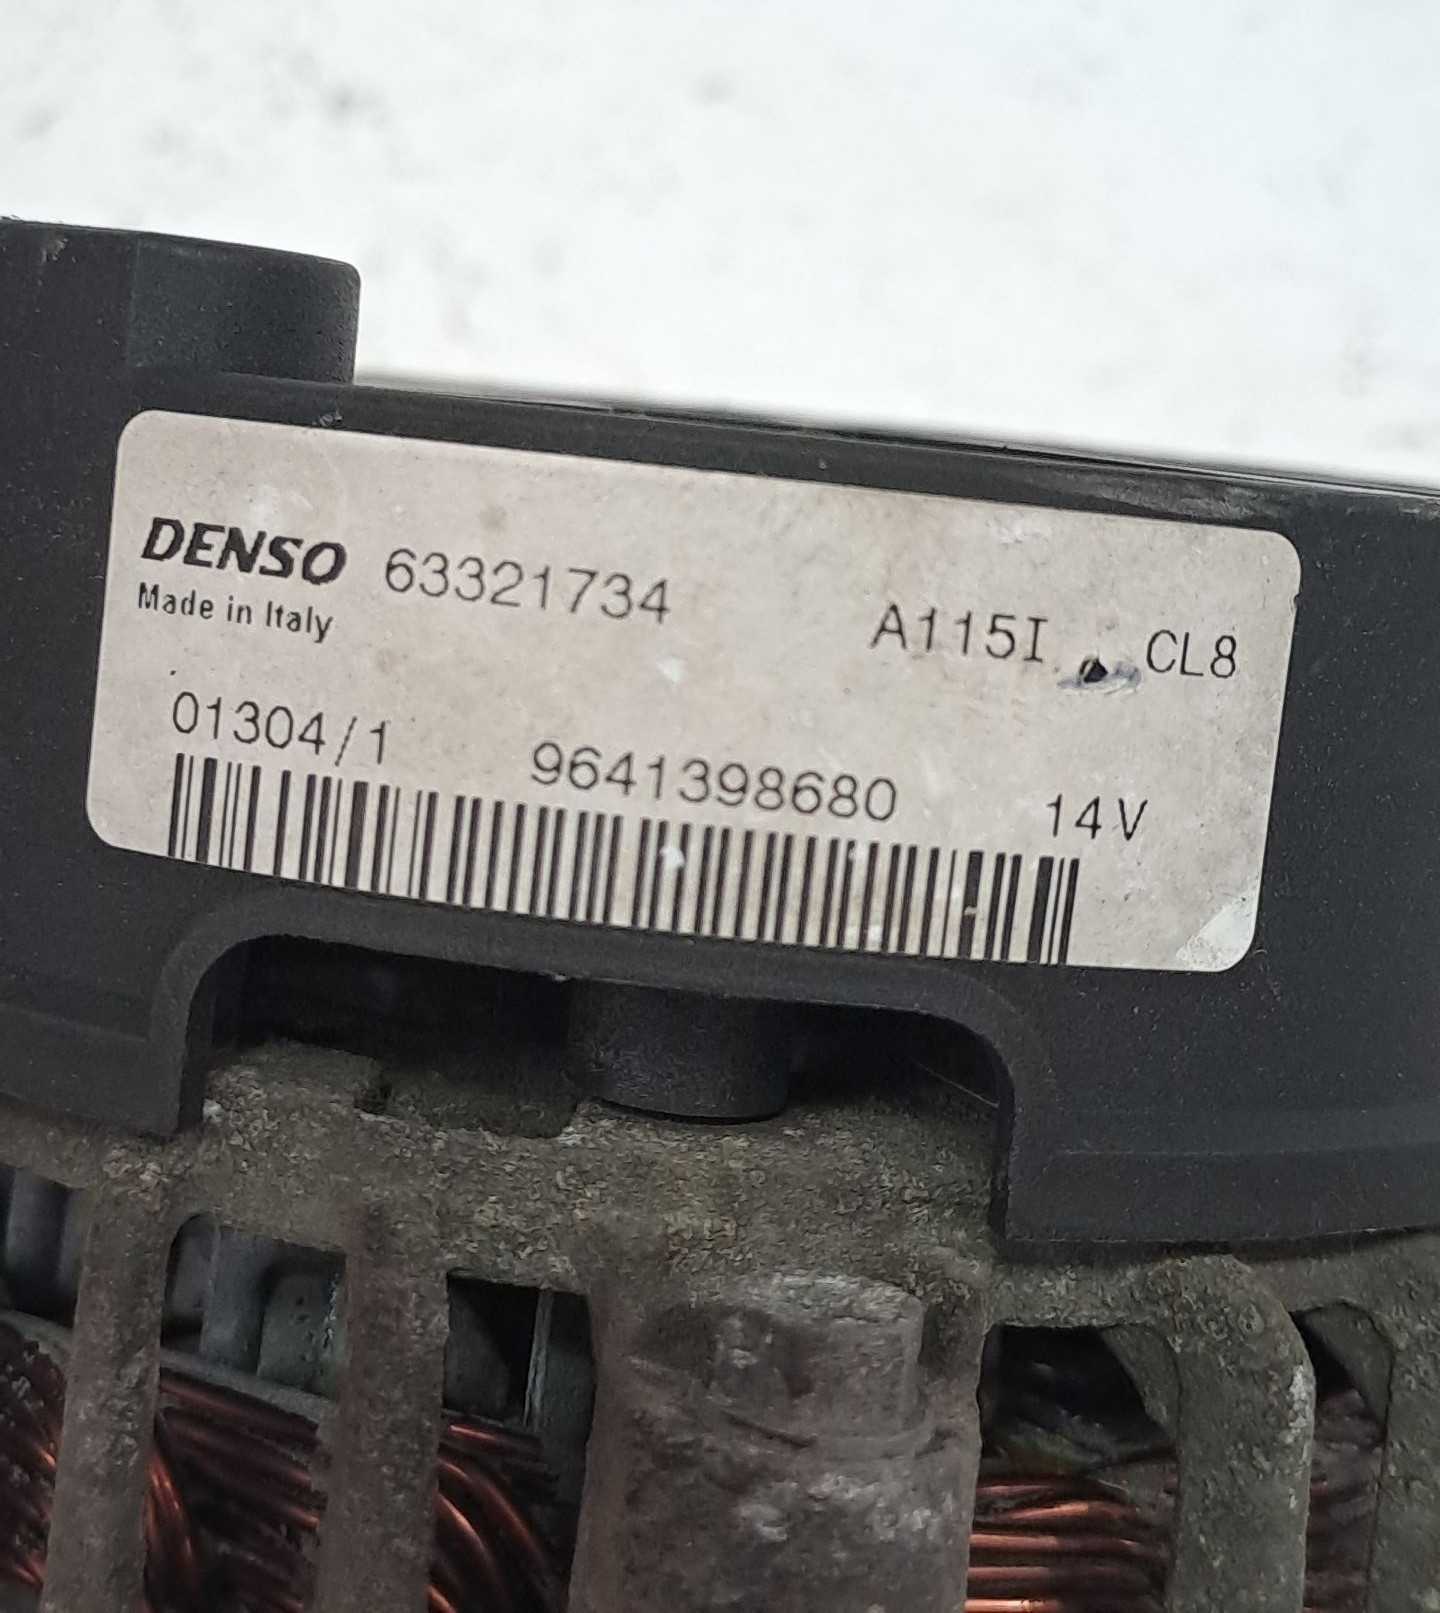 DENSO 63321734 A115I CL8
Made in Italy
01304/1 9641398680 14V